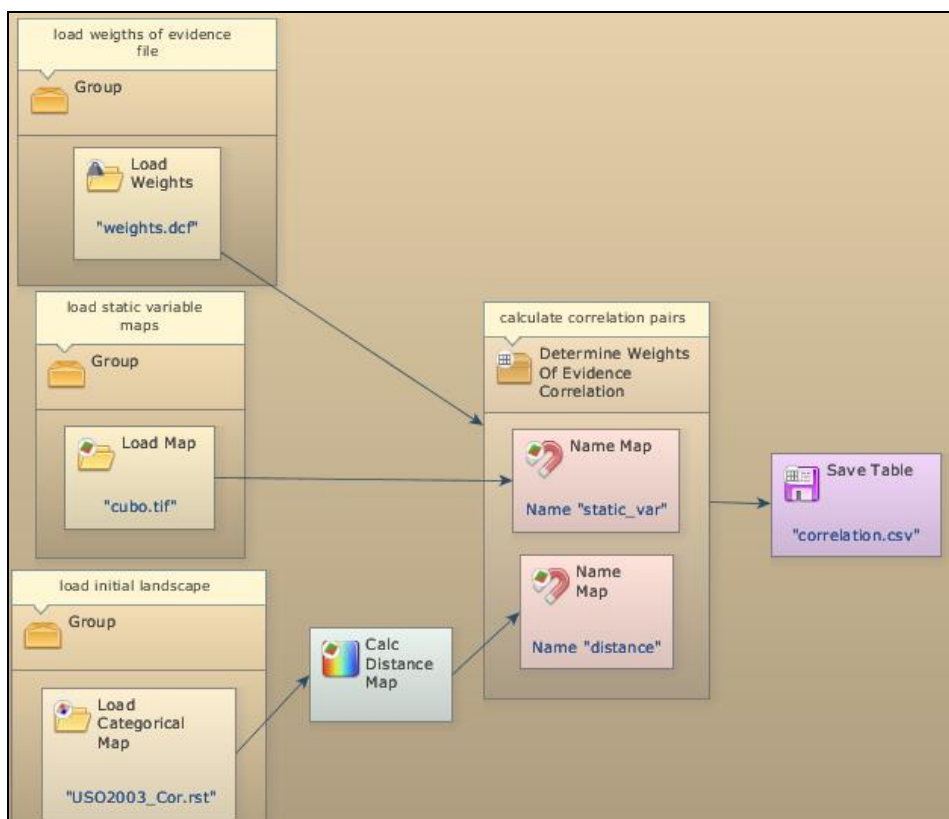 load weigths of evidence
file
Group
Load
Weights
"weights.dcf"
load static variable
maps
Group
Load Map
"cubo.tif"
load initial landscape
Group
Load
Categorical
Map
"USO2003_Cor.rst"
Calc
Distance
Map
calculate correlation pairs
Determine Weights
Of Evidence
Correlation
Name Map
Name "static_var"
Name
Map
Name "distance"
Save Table
"correlation.csv"